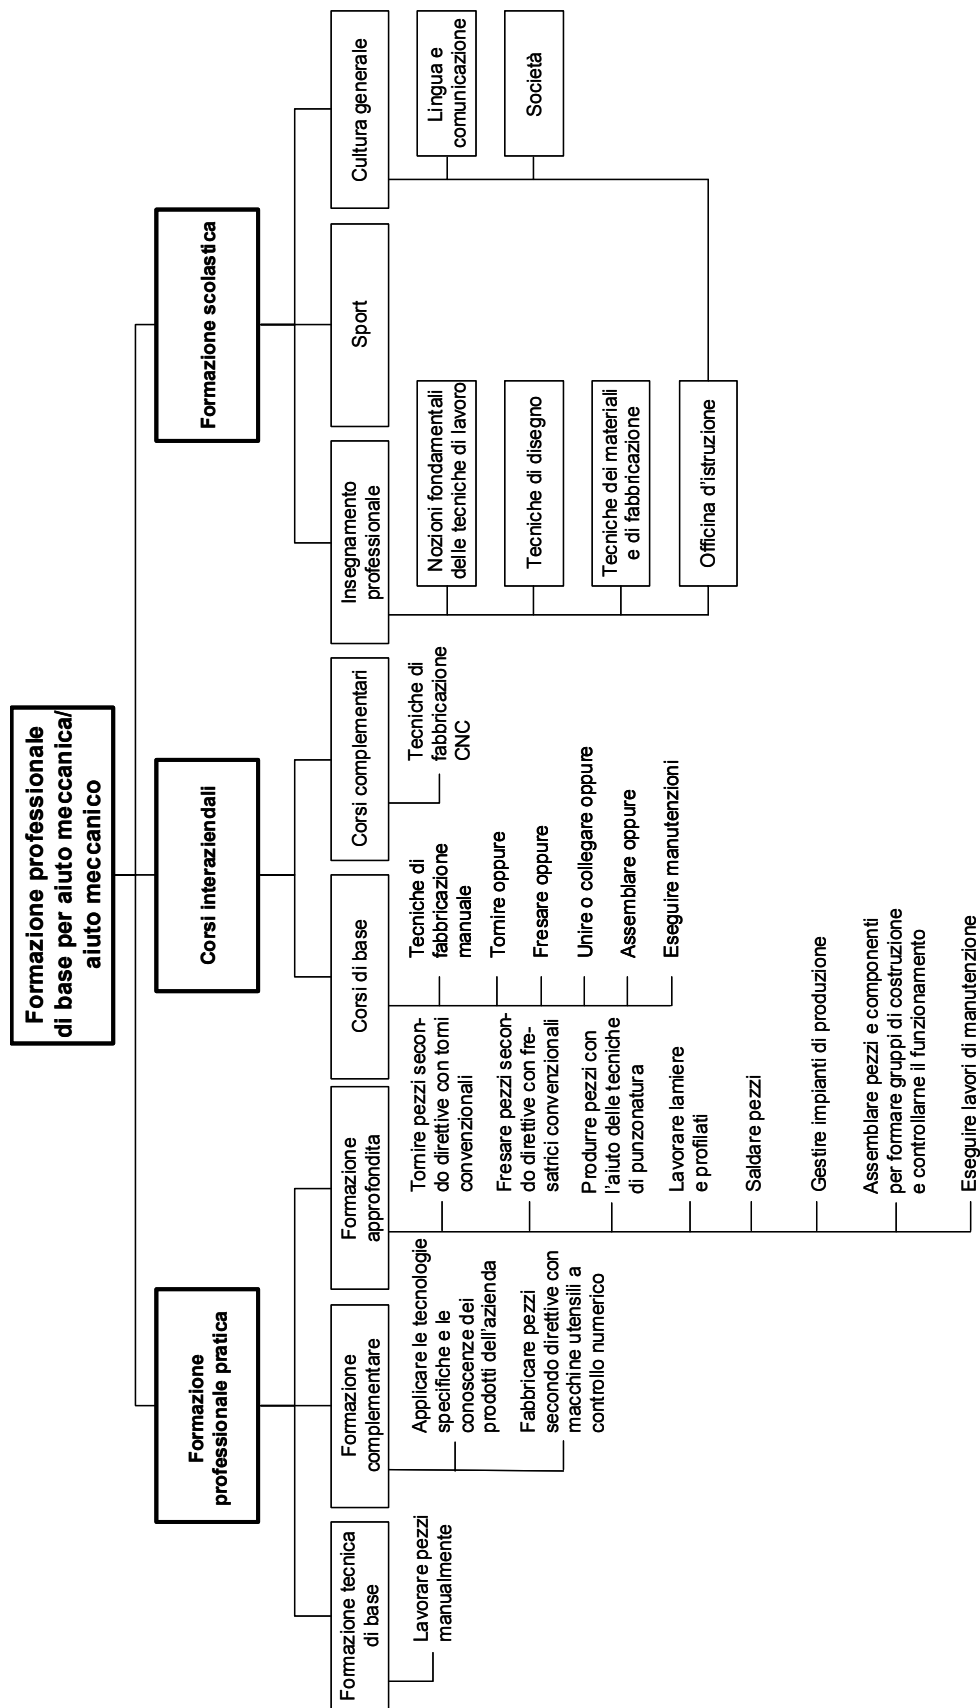 Formazione professionale
di base per aiuto meccanica/
aiuto meccanico
Formazione
professionale pratica
Corsi interaziendali
Formazione scolastica
Formazione tecnica
di base
Formazione
complementare
Formazione
approfondita
Corsi di base
Corsi complementari
Insegnamento
professionale
Sport
Cultura generale
Lavorare pezzi
manualmente
Applicare le tecnologie
specifiche e le
conoscenze dei
prodotti dell'azienda
Fabbricare pezzi
secondo direttive con
macchine utensili a
controllo numerico
Tornire pezzi secon-
do direttive con torni
convenzionali
Fresare pezzi secon-
do direttive con fre-
satrici convenzionali
Produrre pezzi con
l'aiuto delle tecniche
di punzonatura
Lavorare lamiere
e profilati
Saldare pezzi
Gestire impianti di produzione
Assemblare pezzi e componenti
per formare gruppi di costruzione
e controllarne il funzionamento
Eseguire lavori di manutenzione
Tecniche di
fabbricazione
manuale
Tornire oppure
Fresare oppure
Unire o collegare oppure
Assemblare oppure
Eseguire manutenzioni
Tecniche di
fabbricazione
CNC
Nozioni fondamentali
delle tecniche di lavoro
Tecniche di disegno
Tecniche dei materiali
e di fabbricazione
Officina d'istruzione
Lingua e
comunicazione
Società